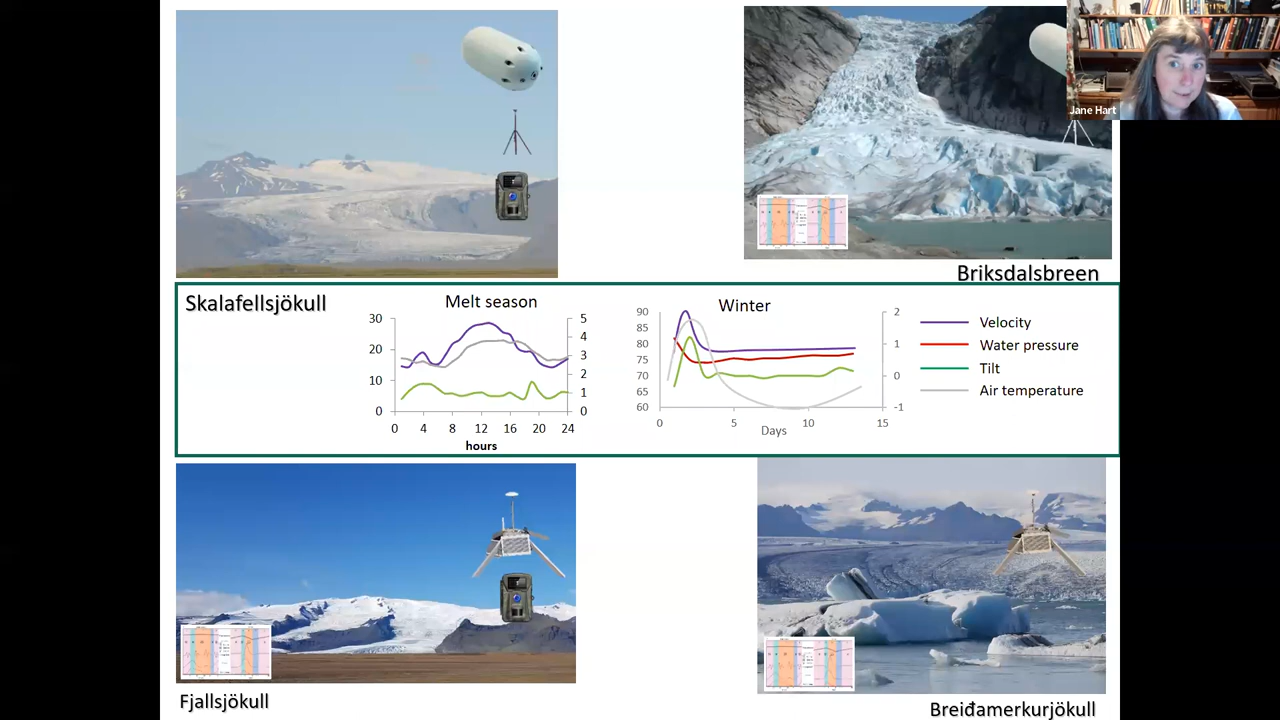 Jane Hart
Briksdalsbreen
Skalafellsjökull
Melt season
30
20
10
0
5
4
3
2
1
0
0 4 8 12 16 20 24
hours
Winter
90
85
80
75
70
65
60
2
1
0
-1
0 5 10 15
Days
Velocity
Water pressure
Tilt
Air temperature
Fjallsjökull
Breiđamerkurjökull